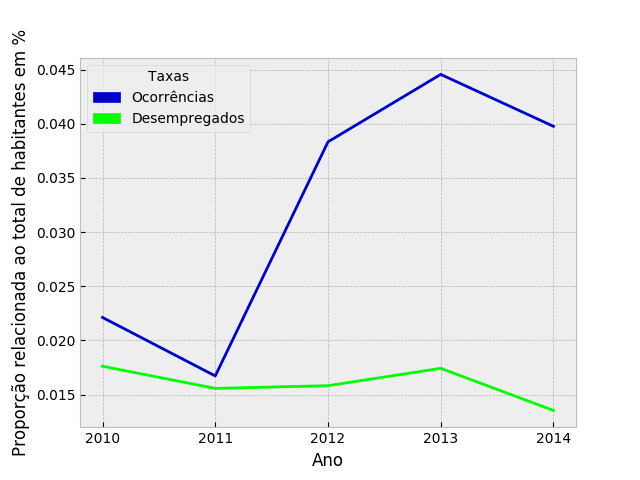 Proporção relacionada ao total de habitantes em %
0.045
0.040
0.035
0.030
0.025
0.020
0.015
Taxas
Ocorrências
Desempregados
2010 2011 2012 2013 2014
Ano